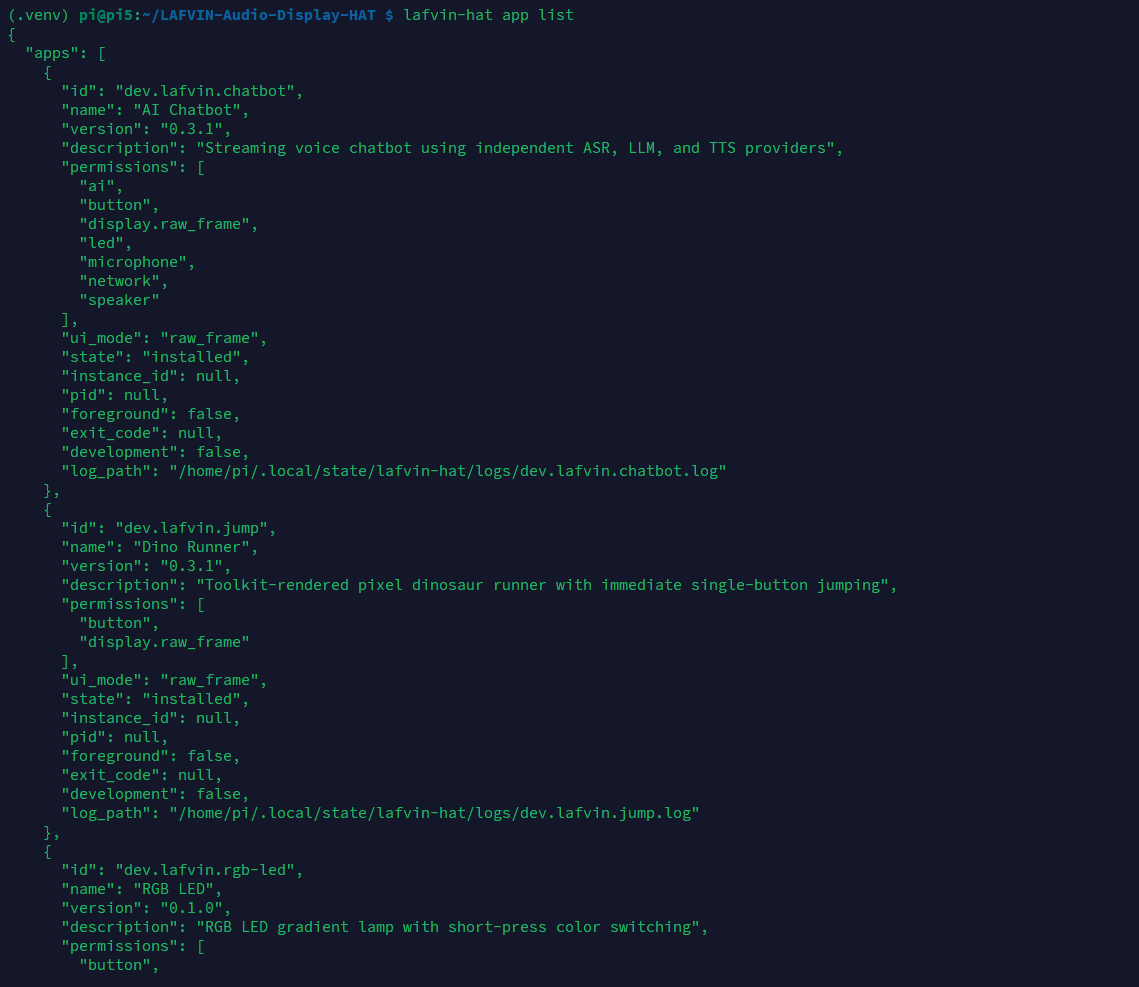 (.venv) pi@pi5:~/LAFVIN-Audio-Display-HAT $ lafvin-hat app list
{
  "apps": [
    {
      "id": "dev.lafvin.chatbot",
      "name": "AI Chatbot",
      "version": "0.3.1",
      "description": "Streaming voice chatbot using independent ASR, LLM, and TTS providers",
      "permissions": [
        "ai",
        "button",
        "display.raw_frame",
        "led",
        "microphone",
        "network",
        "speaker"
      ],
      "ui_mode": "raw_frame",
      "state": "installed",
      "instance_id": null,
      "pid": null,
      "foreground": false,
      "exit_code": null,
      "development": false,
      "log_path": "/home/pi/.local/state/lafvin-hat/logs/dev.lafvin.chatbot.log"
    },
    {
      "id": "dev.lafvin.jump",
      "name": "Dino Runner",
      "version": "0.3.1",
      "description": "Toolkit-rendered pixel dinosaur runner with immediate single-button jumping",
      "permissions": [
        "button",
        "display.raw_frame"
      ],
      "ui_mode": "raw_frame",
      "state": "installed",
      "instance_id": null,
      "pid": null,
      "foreground": false,
      "exit_code": null,
      "development": false,
      "log_path": "/home/pi/.local/state/lafvin-hat/logs/dev.lafvin.jump.log"
    },
    {
      "id": "dev.lafvin.rgb-led",
      "name": "RGB LED",
      "version": "0.1.0",
      "description": "RGB LED gradient lamp with short-press color switching",
      "permissions": [
        "button",